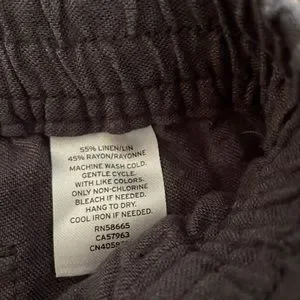 55% LINEN/LIN
45% RAYON/RAYONNE
MACHINE WASH COLD.
GENTLE CYCLE.
WITH LIKE COLORS.
ONLY NON-CHLORINE
BLEACH IF NEEDED.
HANG TO DRY.
COOL IRON IF NEEDED.
RN58665
CA57963